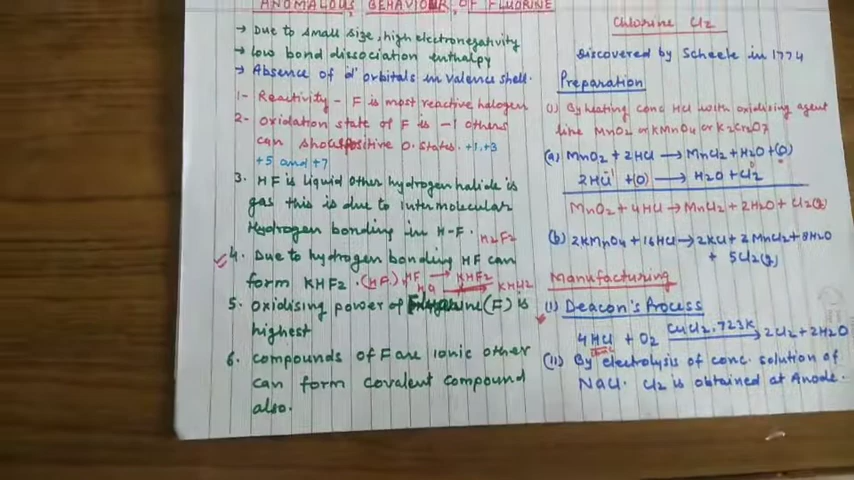 ANOMALOUS BEHAVIOUR OF FLUORINE
→ Due to small size, high electronegativity
→ Low bond dissociation enthalpy
→ Absence of d' orbitals in valence shell.
1- Reactivity - F is most reactive halogen
2- Oxidation state of F is -1 others
can show positive O. states. +1, +3
+5 and +7
3. HF is liquid other hydrogen halide is
gas this is due to intermolecular
Hydrogen bonding in H-F. H2F2
4. Due to hydrogen bonding HF can
form KHF2. (HF) HF → KHF2
KHCl2
5. Oxidising power of (F) is
highest
6. compounds of F are ionic other
can form covalent compound
also.
Chlorine Cl2
discovered by Scheele in 1774
Preparation
(i) By heating conc HCl with oxidising agent
like MnO2 or KMnO4 or K2Cr2O7
(a) MnO2 + 2HCl → MnCl2 + H2O + (O)
2HCl + (O) → H2O + Cl2
MnO2 + 4HCl → MnCl2 + 2H2O + Cl2(g)
(b) 2KMnO4 + 16HCl → 2KCl + 2MnCl2 + 8H2O
+ 5Cl2(g)
Manufacturing
(i) Deacon's Process
4HCl + O2 CuCl2, 723K → 2Cl2 + 2H2O
(ii) By electrolysis of conc. solution of
NaCl. Cl2 is obtained at Anode.